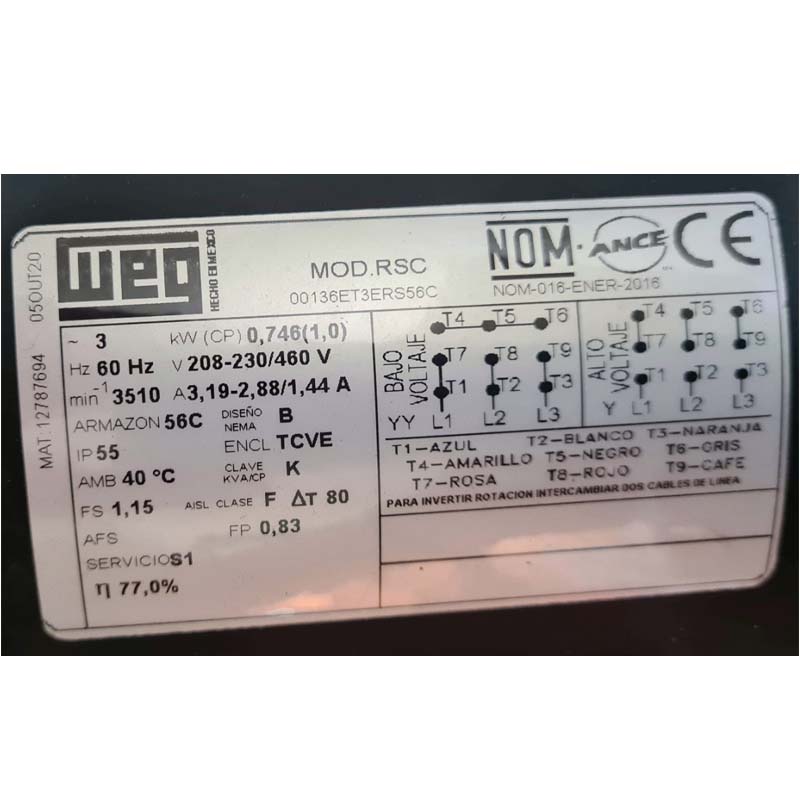 MAT.12787694 05OUT20
weg
HECHO EN MEXICO
MOD.RSC
00136ET3ERS56C
NOM
ANCE
CE
NOM-016-ENER-2016
~ 3 kW (CP) 0,746(1,0)
Hz 60 Hz V 208-230/460 V
min-1 3510 A 3,19-2,88/1,44 A
ARMAZON 56C DISEÑO NEMA B
IP 55 ENCL TCVE
AMB 40 °C CLAVE KVA/CP K
FS 1,15 AISL CLASE F ΔT 80
AFS FP 0,83
SERVICIO S1
η 77,0%
BAJO VOLTAJE
T4 T5 T6
T7 T8 T9
T1 T2 T3
YY L1 L2 L3
ALTO VOLTAJE
T4 T5 T6
T7 T8 T9
T1 T2 T3
Y L1 L2 L3
T1-AZUL T2-BLANCO T3-NARANJA
T4-AMARILLO T5-NEGRO T6-GRIS
T7-ROSA T8-ROJO T9-CAFE
PARA INVERTIR ROTACION INTERCAMBIAR DOS CABLES DE LINEA